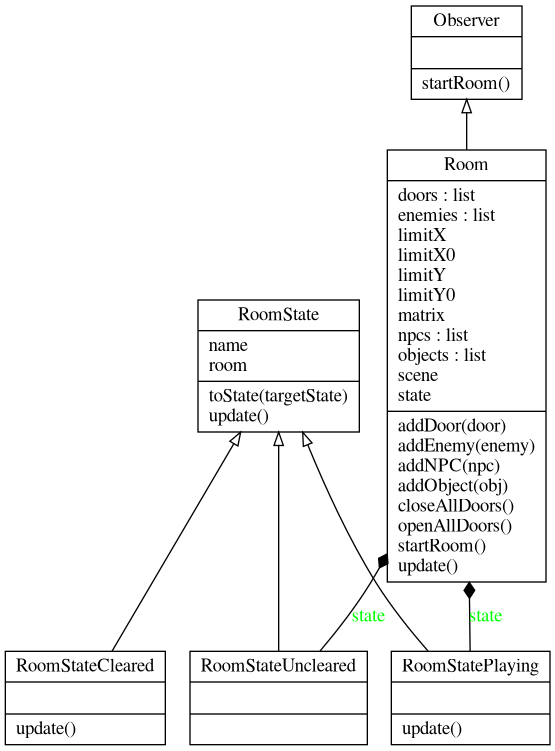 Observer
startRoom()
Room
doors : list
enemies : list
limitX
limitX0
limitY
limitY0
matrix
npcs : list
objects : list
scene
state
addDoor(door)
addEnemy(enemy)
addNPC(npc)
addObject(obj)
closeAllDoors()
openAllDoors()
startRoom()
update()
RoomState
name
room
toState(targetState)
update()
state
state
RoomStateCleared
update()
RoomStateUncleared
RoomStatePlaying
update()